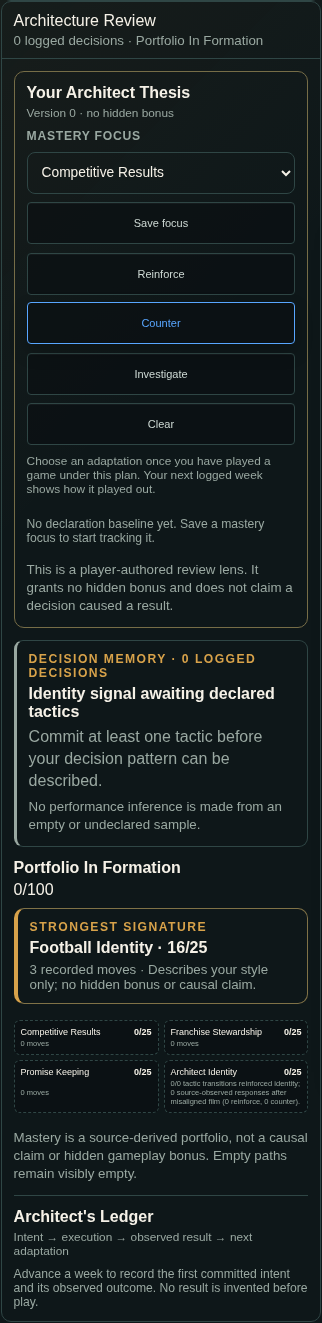 Architecture Review
0 logged decisions · Portfolio In Formation
Your Architect Thesis
Version 0 · no hidden bonus
MASTERY FOCUS
Competitive Results
Save focus
Reinforce
Counter
Investigate
Clear
Choose an adaptation once you have played a
game under this plan. Your next logged week
shows how it played out.
No declaration baseline yet. Save a mastery
focus to start tracking it.
This is a player-authored review lens. It
grants no hidden bonus and does not claim a
decision caused a result.
DECISION MEMORY · 0 LOGGED
DECISIONS
Identity signal awaiting declared
tactics
Commit at least one tactic before
your decision pattern can be
described.
No performance inference is made from an
empty or undeclared sample.
Portfolio In Formation
0/100
STRONGEST SIGNATURE
Football Identity · 16/25
3 recorded moves · Describes your style
only; no hidden bonus or causal claim.
Competitive Results 0/25
0 moves
Franchise Stewardship 0/25
0 moves
Promise Keeping 0/25
0 moves
Architect Identity 0/25
0/0 tactic transitions reinforced identity;
0 source-observed responses after
misaligned film (0 reinforce, 0 counter).
Mastery is a source-derived portfolio, not a causal
claim or hidden gameplay bonus. Empty paths
remain visibly empty.
Architect's Ledger
Intent → execution → observed result → next
adaptation
Advance a week to record the first committed intent
and its observed outcome. No result is invented before
play.